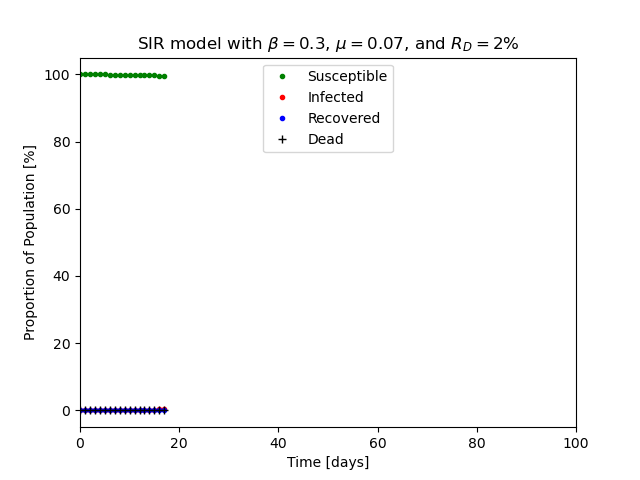 SIR model with β = 0.3, μ = 0.07, and R_D = 2%
Susceptible
Infected
Recovered
Dead
Proportion of Population [%]
100
80
60
40
20
0
0 20 40 60 80 100
Time [days]